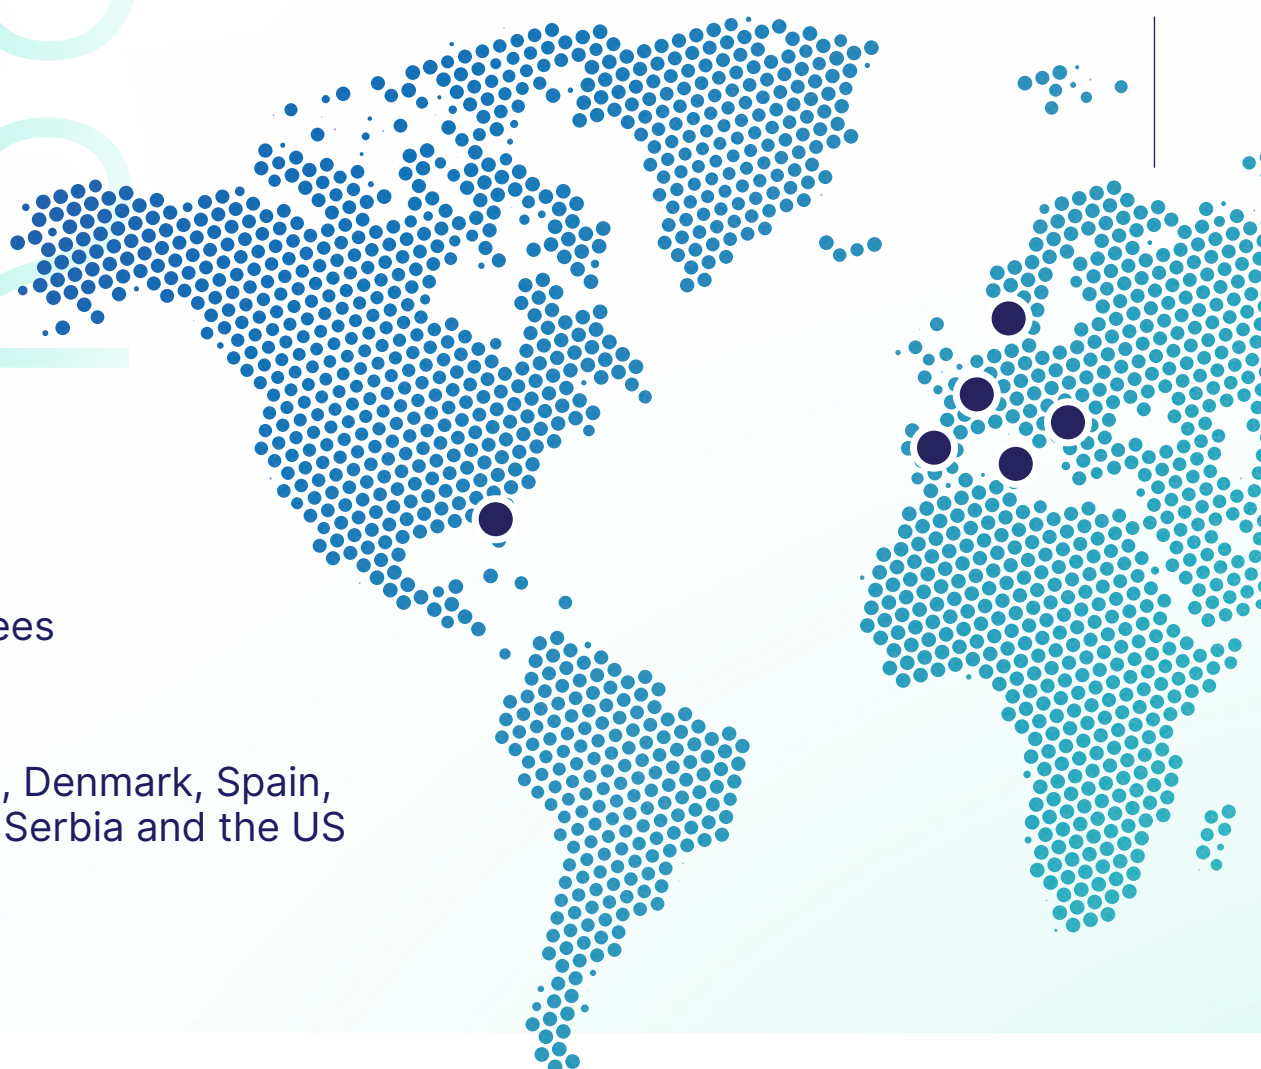 ees
, Denmark, Spain,
Serbia and the US